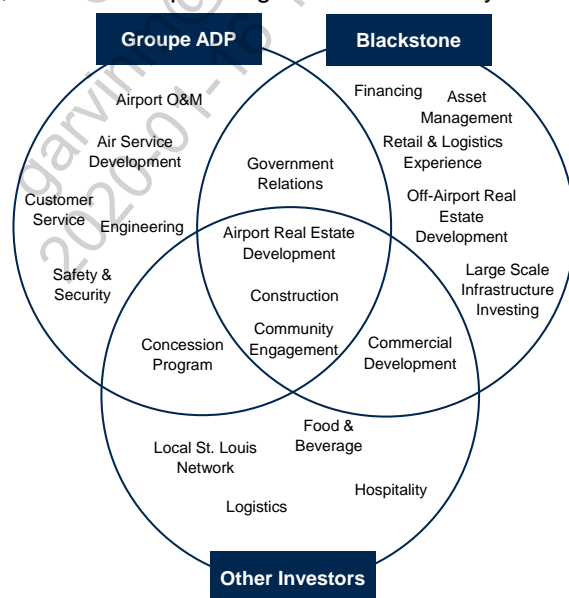 Groupe ADP
Blackstone
Airport O&M
Air Service
Development
Customer
Service
Engineering
Safety &
Security
Financing
Asset
Management
Retail & Logistics
Experience
Off-Airport Real
Estate
Development
Large Scale
Infrastructure
Investing
Government
Relations
Airport Real Estate
Development
Construction
Community
Engagement
Concession
Program
Commercial
Development
Local St. Louis
Network
Food &
Beverage
Logistics
Hospitality
Other Investors